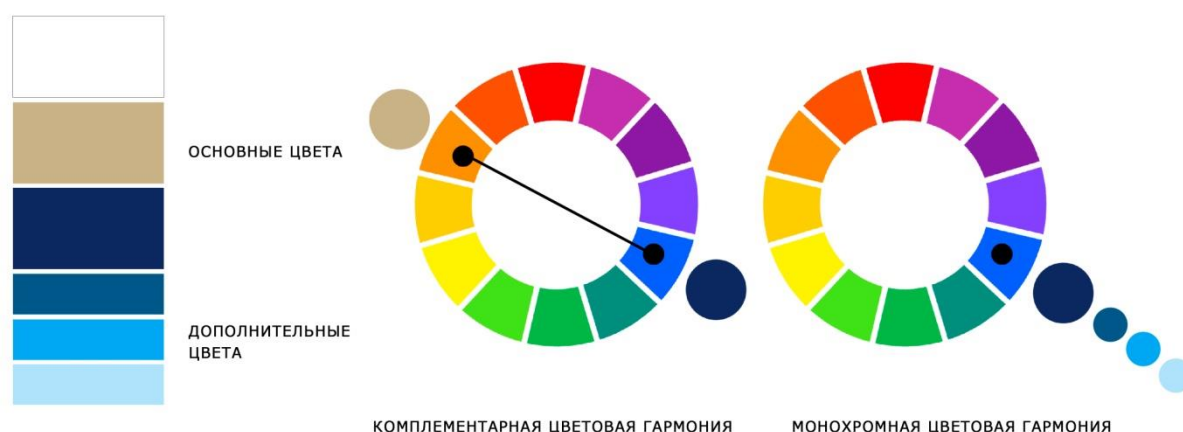 ОСНОВНЫЕ ЦВЕТА
ДОПОЛНИТЕЛЬНЫЕ
ЦВЕТА
КОМПЛЕМЕНТАРНАЯ ЦВЕТОВАЯ ГАРМОНИЯ
МОНОХРОМНАЯ ЦВЕТОВАЯ ГАРМОНИЯ